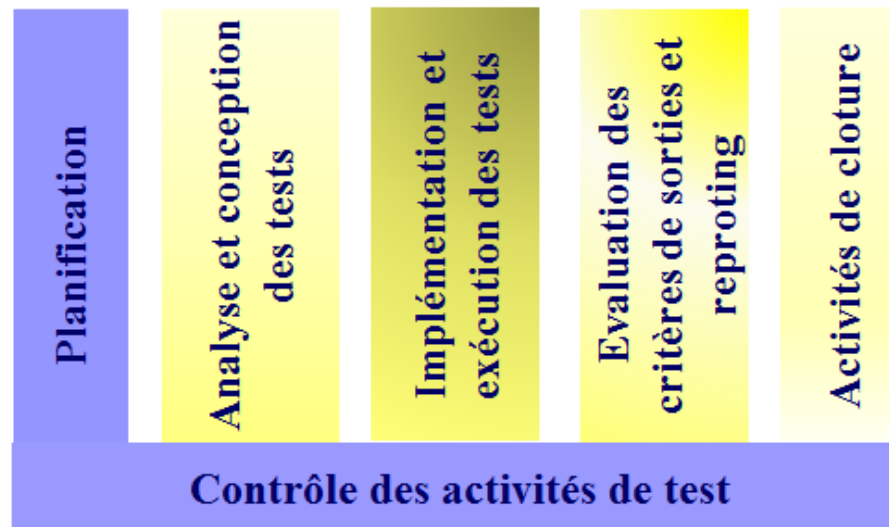 Planification
Analyse et conception
des tests
Implémentation et
exécution des tests
Evaluation des
critères de sorties et
reproting
Activités de cloture
Contrôle des activités de test